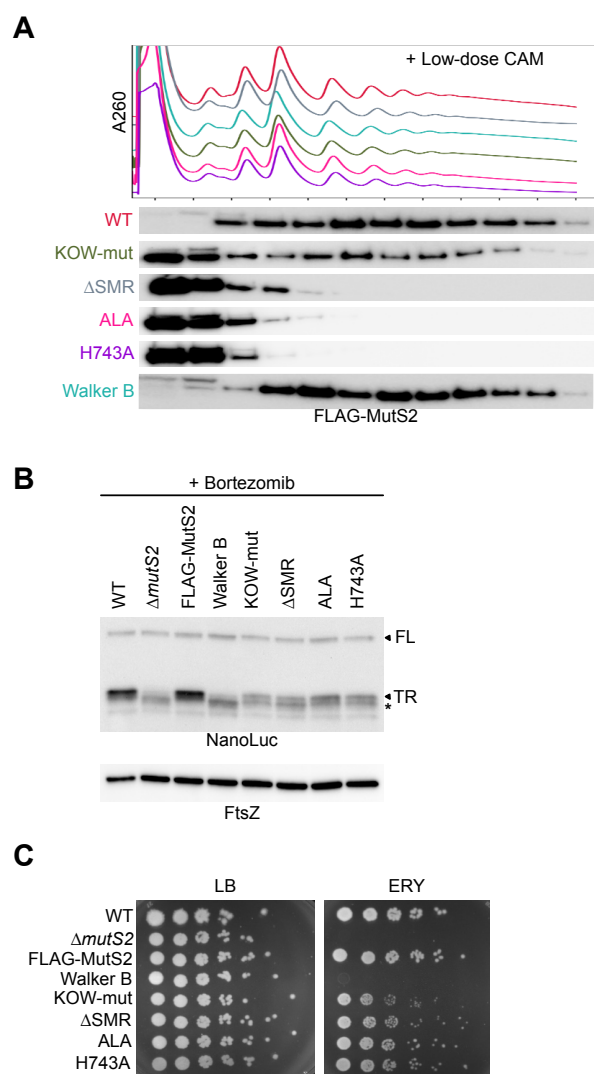 A
+ Low-dose CAM
A260
WT
KOW-mut
ΔSMR
ALA
H743A
Walker B
FLAG-MutS2
B
+ Bortezomib
WT
ΔmutS2
FLAG-MutS2
Walker B
KOW-mut
ΔSMR
ALA
H743A
FL
TR
*
NanoLuc
FtsZ
C
LB ERY
WT
ΔmutS2
FLAG-MutS2
Walker B
KOW-mut
ΔSMR
ALA
H743A